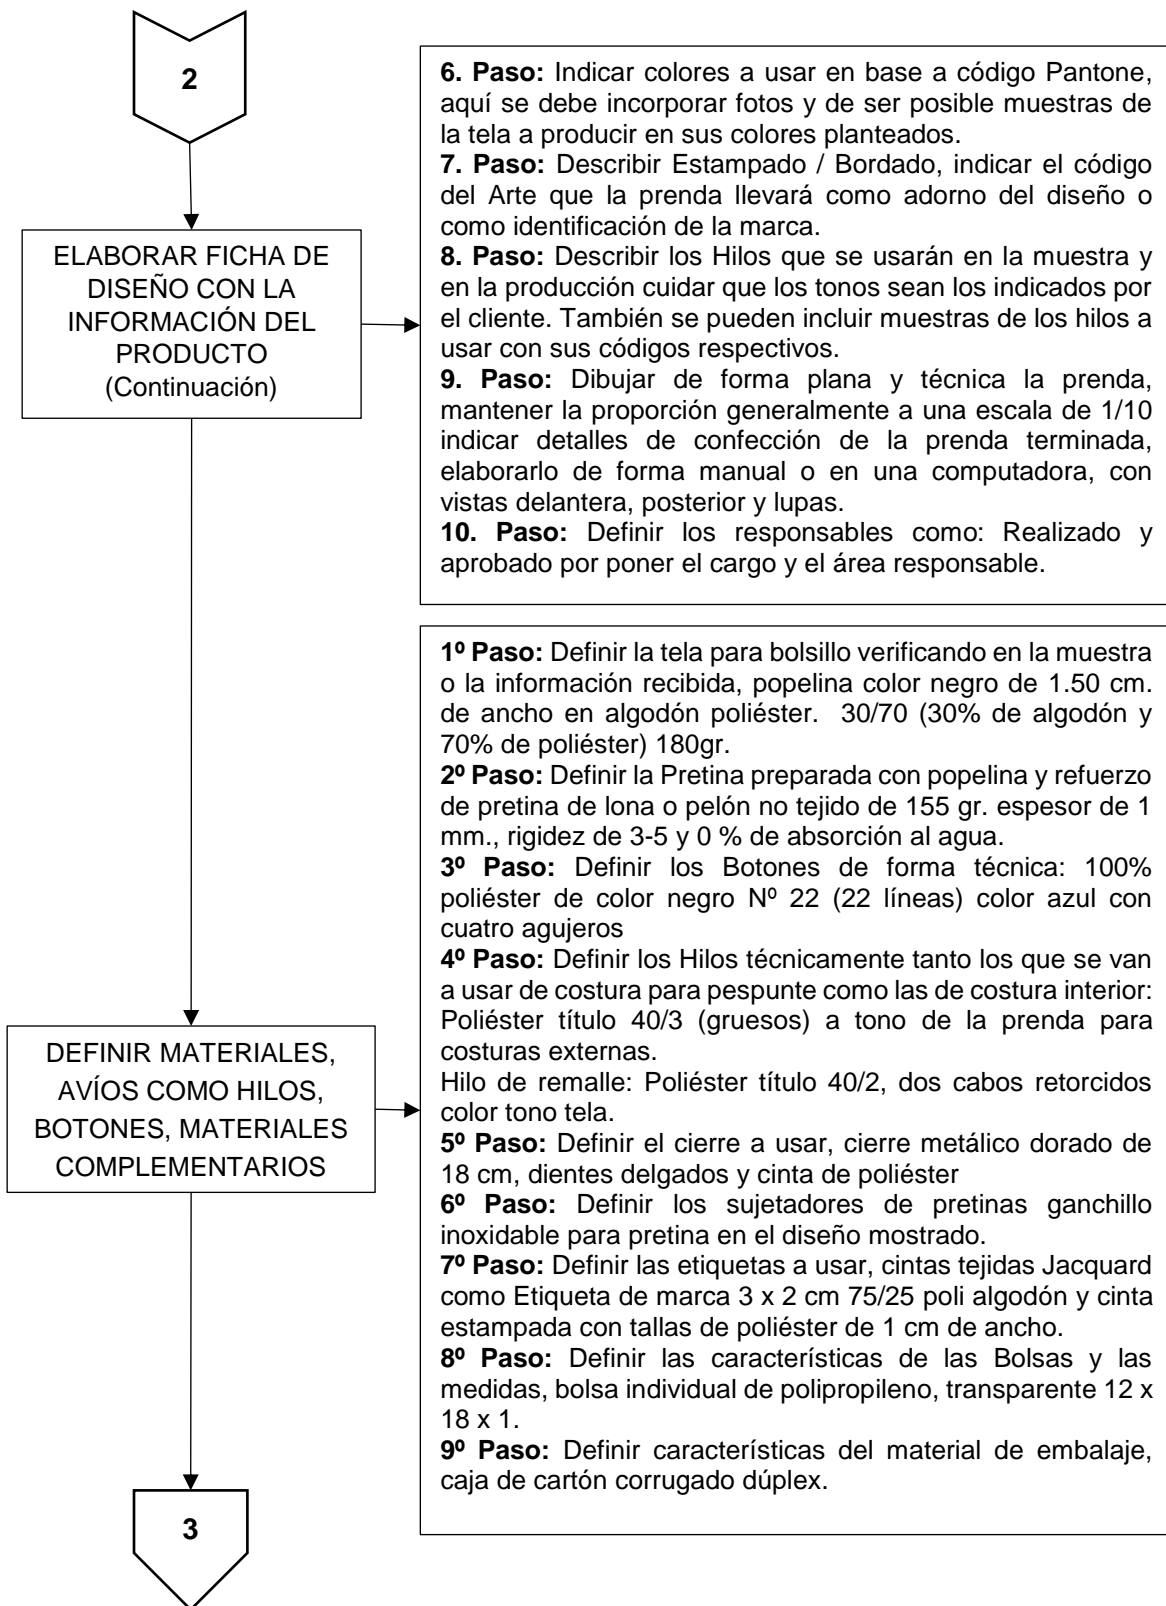 2
6. Paso: Indicar colores a usar en base a código Pantone,
aquí se debe incorporar fotos y de ser posible muestras de
la tela a producir en sus colores planteados.
7. Paso: Describir Estampado / Bordado, indicar el código
del Arte que la prenda llevará como adorno del diseño o
como identificación de la marca.
8. Paso: Describir los Hilos que se usarán en la muestra y
en la producción cuidar que los tonos sean los indicados por
el cliente. También se pueden incluir muestras de los hilos a
usar con sus códigos respectivos.
9. Paso: Dibujar de forma plana y técnica la prenda,
mantener la proporción generalmente a una escala de 1/10
indicar detalles de confección de la prenda terminada,
elaborarlo de forma manual o en una computadora, con
vistas delantera, posterior y lupas.
10. Paso: Definir los responsables como: Realizado y
aprobado por poner el cargo y el área responsable.
ELABORAR FICHA DE
DISEÑO CON LA
INFORMACIÓN DEL
PRODUCTO
(Continuación)
1º Paso: Definir la tela para bolsillo verificando en la muestra
o la información recibida, popelina color negro de 1.50 cm.
de ancho en algodón poliéster. 30/70 (30% de algodón y
70% de poliéster) 180gr.
2º Paso: Definir la Pretina preparada con popelina y refuerzo
de pretina de lona o pelón no tejido de 155 gr. espesor de 1
mm., rigidez de 3-5 y 0 % de absorción al agua.
3º Paso: Definir los Botones de forma técnica: 100%
poliéster de color negro Nº 22 (22 líneas) color azul con
cuatro agujeros
4º Paso: Definir los Hilos técnicamente tanto los que se van
a usar de costura para pespunte como las de costura interior:
Poliéster título 40/3 (gruesos) a tono de la prenda para
costuras externas.
Hilo de remalle: Poliéster título 40/2, dos cabos retorcidos
color tono tela.
5º Paso: Definir el cierre a usar, cierre metálico dorado de
18 cm, dientes delgados y cinta de poliéster
6º Paso: Definir los sujetadores de pretinas ganchillo
inoxidable para pretina en el diseño mostrado.
7º Paso: Definir las etiquetas a usar, cintas tejidas Jacquard
como Etiqueta de marca 3 x 2 cm 75/25 poli algodón y cinta
estampada con tallas de poliéster de 1 cm de ancho.
8º Paso: Definir las características de las Bolsas y las
medidas, bolsa individual de polipropileno, transparente 12 x
18 x 1.
9º Paso: Definir características del material de embalaje,
caja de cartón corrugado dúplex.
DEFINIR MATERIALES,
AVÍOS COMO HILOS,
BOTONES, MATERIALES
COMPLEMENTARIOS
3